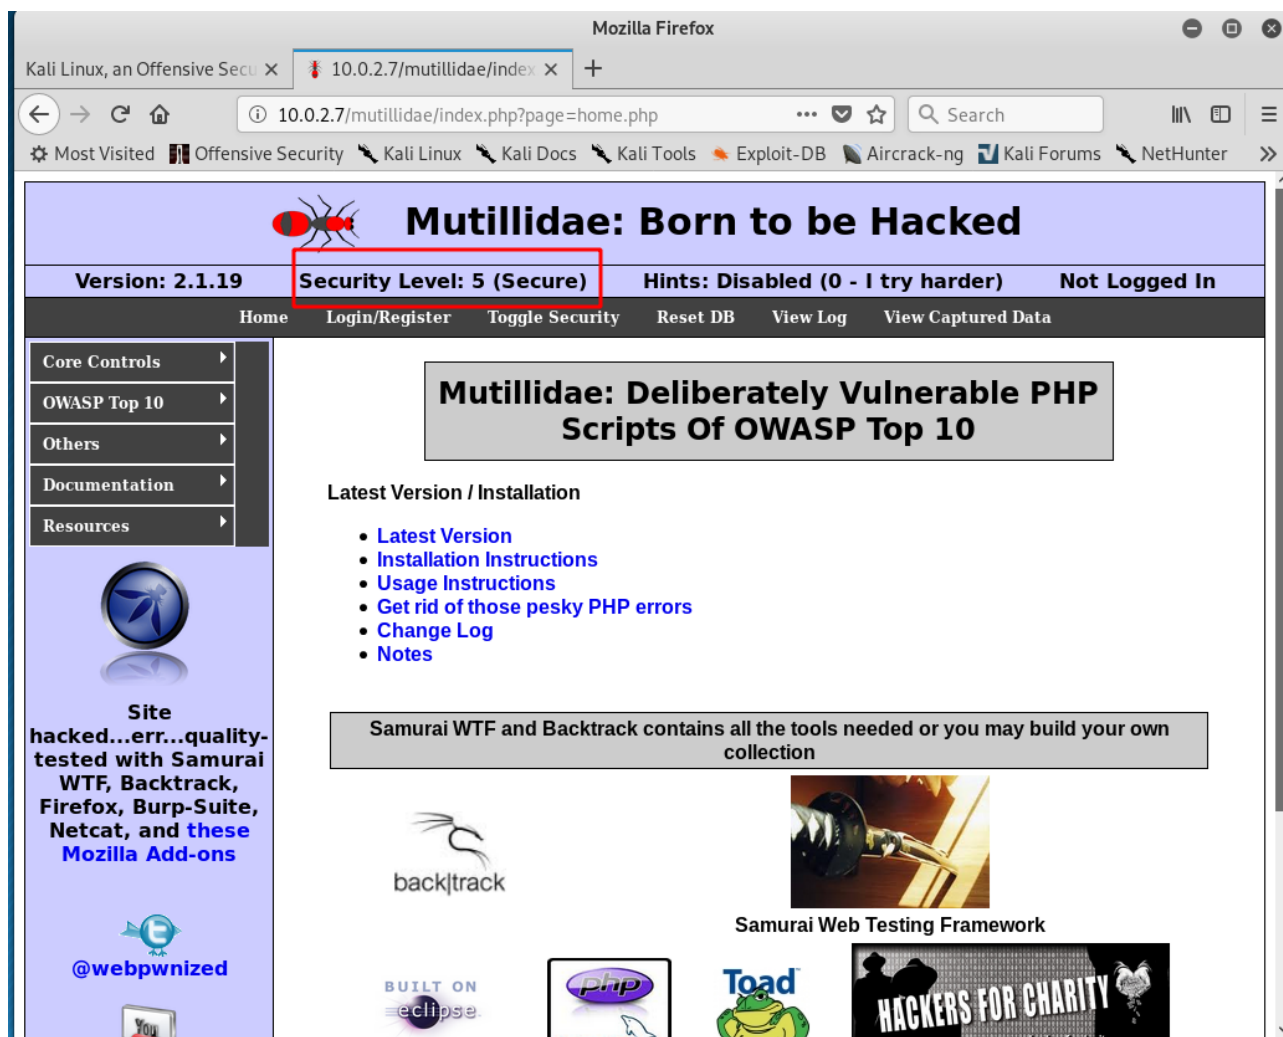 Mozilla Firefox
Kali Linux, an Offensive Secu
10.0.2.7/mutillidae/index
10.0.2.7/mutillidae/index.php?page=home.php
Search
Most Visited Offensive Security Kali Linux Kali Docs Kali Tools Exploit-DB Aircrack-ng Kali Forums NetHunter
Mutillidae: Born to be Hacked
Version: 2.1.19 Security Level: 5 (Secure) Hints: Disabled (0 - I try harder) Not Logged In
Home Login/Register Toggle Security Reset DB View Log View Captured Data
Core Controls
OWASP Top 10
Others
Documentation
Resources
Site
hacked...err...quality-
tested with Samurai
WTF, Backtrack,
Firefox, Burp-Suite,
Netcat, and these
Mozilla Add-ons
@webpwnized
You
Mutillidae: Deliberately Vulnerable PHP
Scripts Of OWASP Top 10
Latest Version / Installation
Latest Version
Installation Instructions
Usage Instructions
Get rid of those pesky PHP errors
Change Log
Notes
Samurai WTF and Backtrack contains all the tools needed or you may build your own
collection
back|track
Samurai Web Testing Framework
BUILT ON
eclipse
php
Toad
HACKERS FOR CHARITY